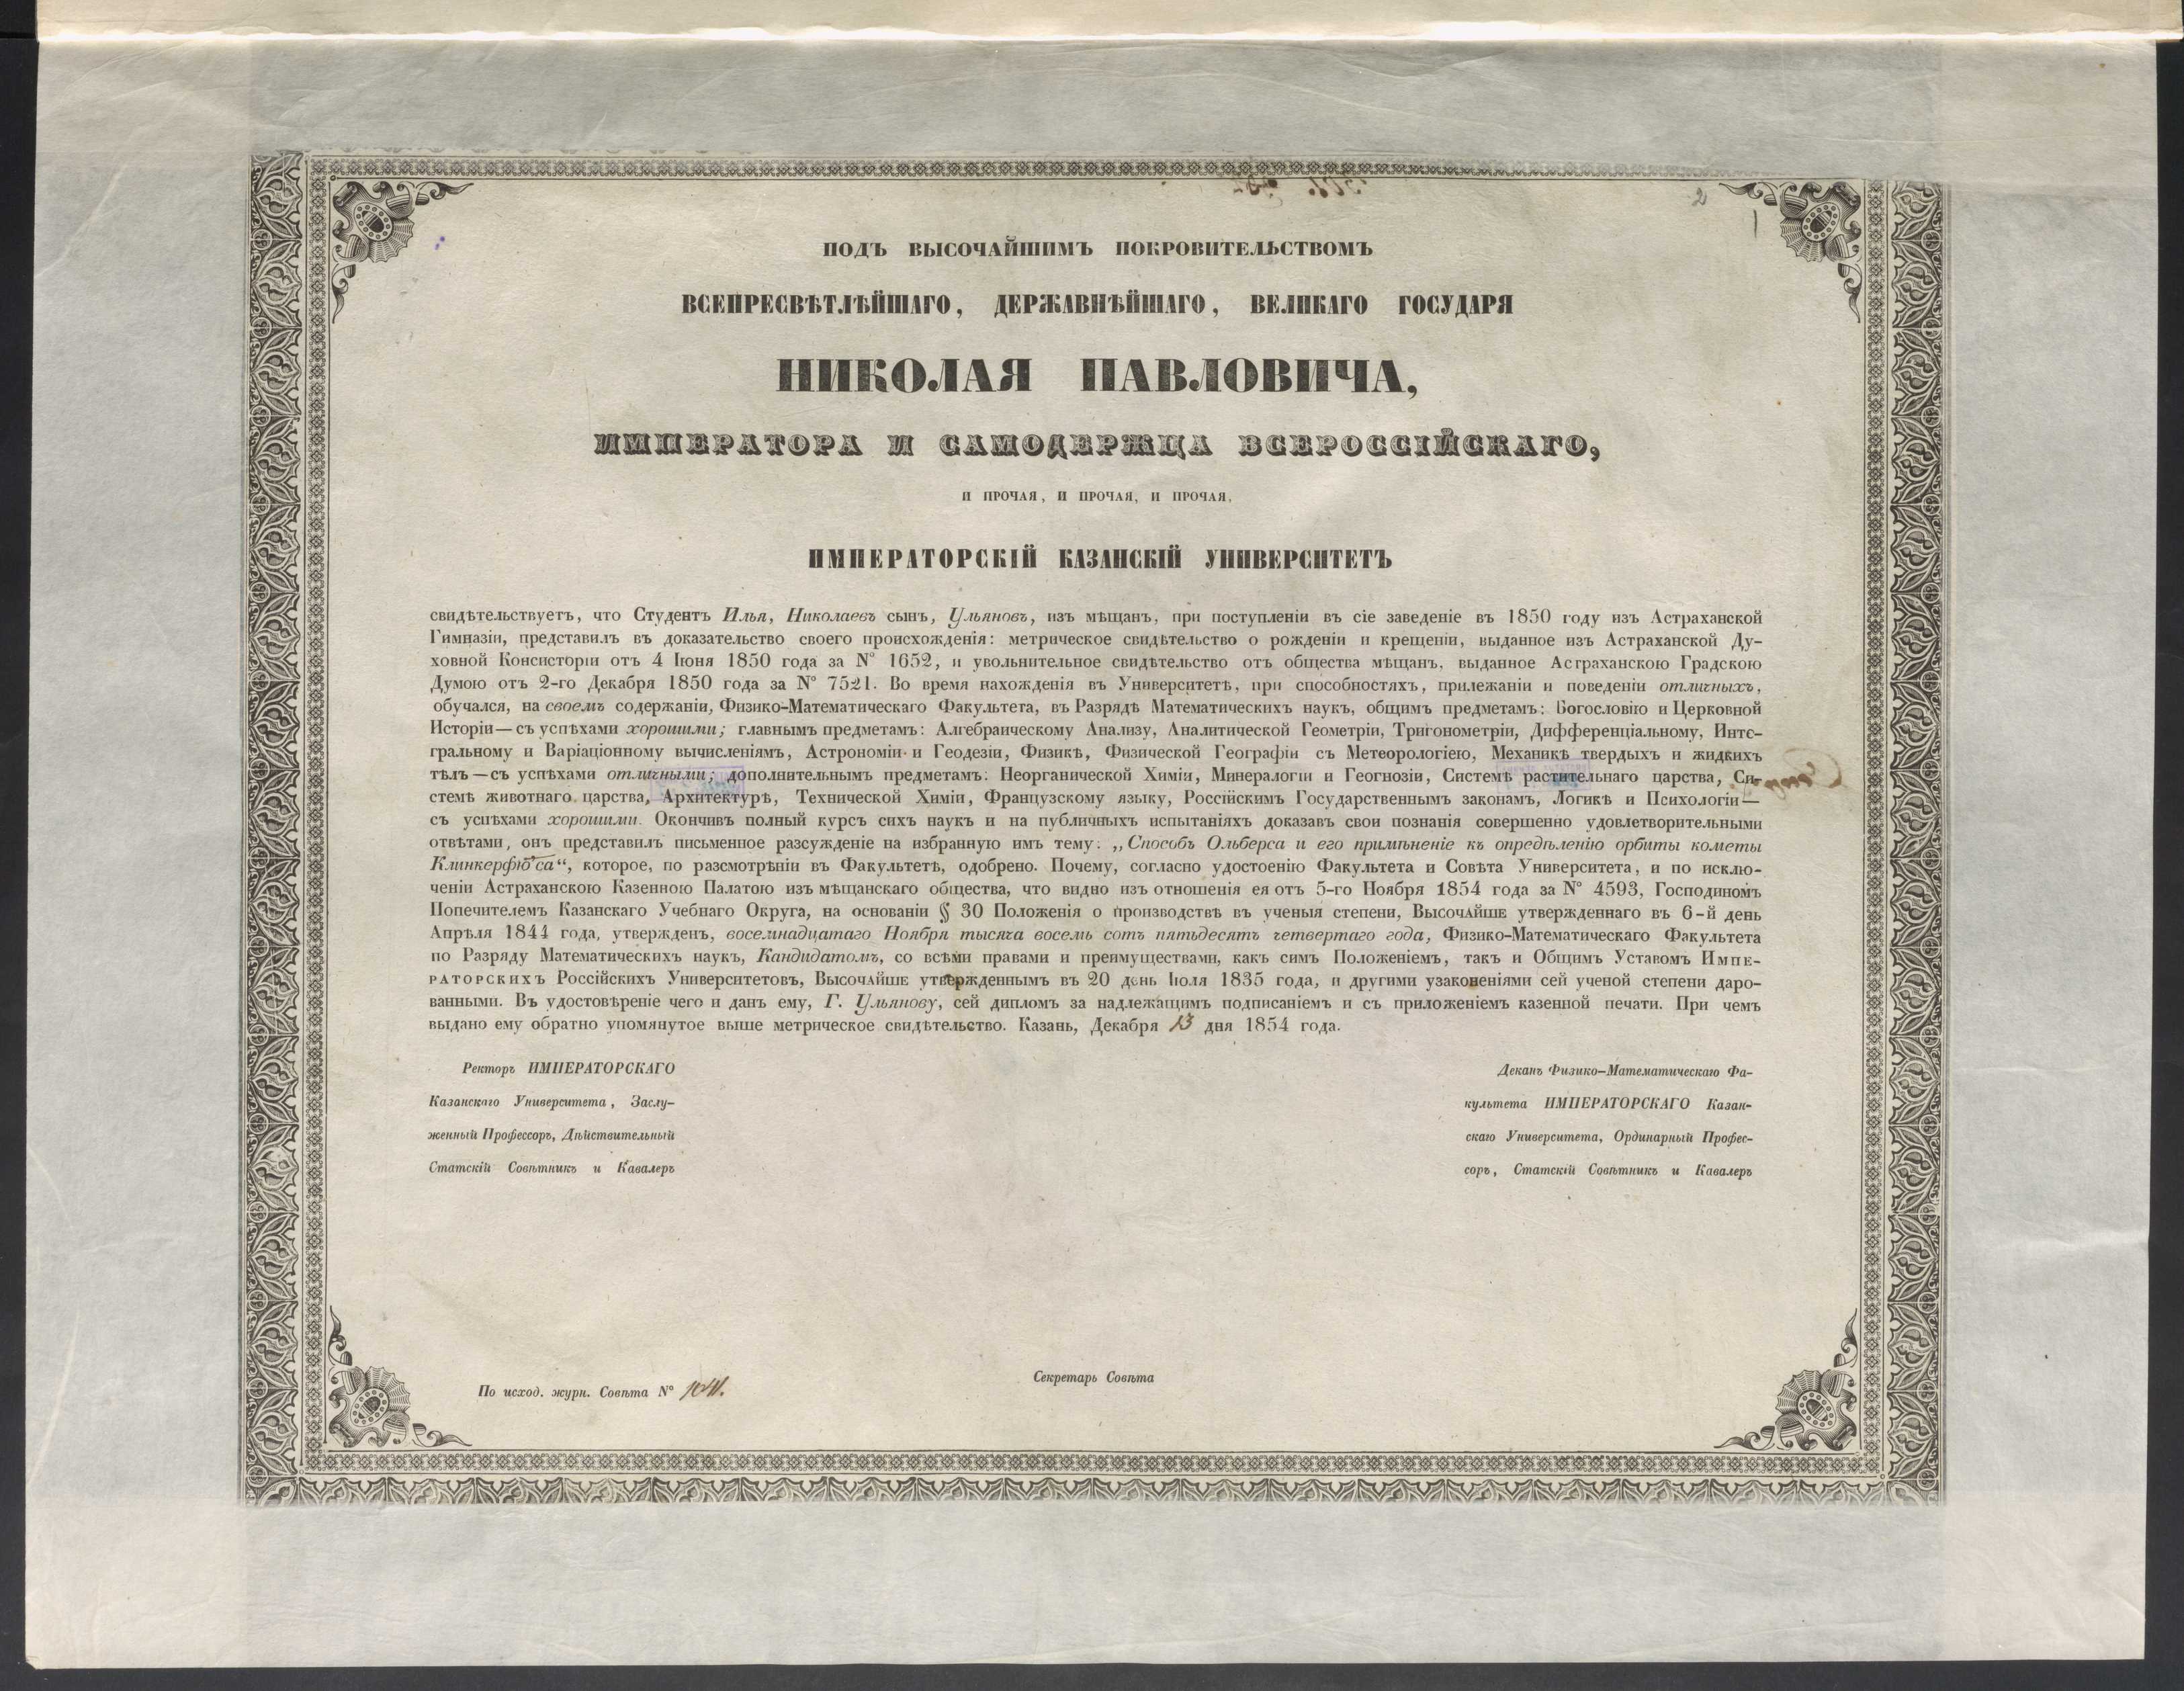 2
ПОДЪ ВЫСОЧАЙШИМЪ ПОКРОВИТЕЛЬСТВОМЪ
ВСЕПРЕСВѢТЛѢЙШАГО, ДЕРЖАВНѢЙШАГО, ВЕЛИКАГО ГОСУДАРЯ
НИКОЛАЯ ПАВЛОВИЧА,
ИМПЕРАТОРА И САМОДЕРЖЦА ВСЕРОССІЙСКАГО,
И ПРОЧАЯ, И ПРОЧАЯ, И ПРОЧАЯ,
ИМПЕРАТОРСКІЙ КАЗАНСКІЙ УНИВЕРСИТЕТЪ
свидѣтельствуетъ, что Студентъ Илья, Николаевъ сынъ, Ульяновъ, изъ мѣщанъ, при поступленіи въ сіе заведеніе въ 1850 году изъ Астраханской
Гимназіи, представилъ въ доказательство своего происхожденія: метрическое свидѣтельство о рожденіи и крещеніи, выданное изъ Астраханской Ду-
ховной Консисторіи отъ 4 Іюня 1850 года за № 1652, и увольнительное свидѣтельство отъ общества мѣщанъ, выданное Астраханскою Градскою
Думою отъ 2-го Декабря 1850 года за № 7521. Во время нахожденія въ Университетѣ, при способностяхъ, прилежаніи и поведеніи отличныхъ,
обучался, на своемъ содержаніи, Физико-Математическаго Факультета, въ Разрядѣ Математическихъ наукъ, общимъ предметамъ: Богословію и Церковной
Исторіи—съ успѣхами хорошими; главнымъ предметамъ: Алгебраическому Анализу, Аналитической Геометріи, Тригонометріи, Дифференціальному, Инте-
гральному и Варіаціонному вычисленіямъ, Астрономіи и Геодезіи, Физикѣ, Физической Географіи съ Метеорологіею, Механикѣ твердыхъ и жидкихъ
тѣлъ—съ успѣхами отличными; дополнительнымъ предметамъ: Неорганической Химіи, Минералогіи и Геогнозіи, Системѣ растительнаго царства, Си-
стемѣ животнаго царства, Архитектурѣ, Технической Химіи, Французскому языку, Россійскимъ Государственнымъ законамъ, Логикѣ и Психологіи—
съ успѣхами хорошими. Окончивъ полный курсъ сихъ наукъ и на публичныхъ испытаніяхъ доказавъ свои познанія совершенно удовлетворительными
отвѣтами, онъ представилъ письменное разсужденіе на избранную имъ тему: „Способъ Ольберса и его примѣненіе къ опредѣленію орбиты кометы
Клинкерфюса“, которое, по разсмотрѣніи въ Факультетѣ, одобрено. Почему, согласно удостоенію Факультета и Совѣта Университета, и по исклю-
ченіи Астраханскою Казенною Палатою изъ мѣщанскаго общества, что видно изъ отношенія ея отъ 5-го Ноября 1854 года за № 4593, Господиномъ
Попечителемъ Казанскаго Учебнаго Округа, на основаніи § 30 Положенія о производствѣ въ ученыя степени, Высочайше утвержденнаго въ 6-й день
Апрѣля 1844 года, утвержденъ, восемнадцатаго Ноября тысяча восемь сотъ пятьдесятъ четвертаго года, Физико-Математическаго Факультета
по Разряду Математическихъ наукъ, Кандидатомъ, со всѣми правами и преимуществами, какъ симъ Положеніемъ, такъ и Общимъ Уставомъ Импе-
раторскихъ Россійскихъ Университетовъ, Высочайше утвержденнымъ въ 20 день Іюля 1835 года, и другими узаконеніями сей ученой степени даро-
ванными. Въ удостовѣреніе чего и данъ ему, Г. Ульянову, сей дипломъ за надлежащимъ подписаніемъ и съ приложеніемъ казенной печати. При чемъ
выдано ему обратно упомянутое выше метрическое свидѣтельство. Казань, Декабря 13 дня 1854 года.
Ректоръ ИМПЕРАТОРСКАГО
Казанскаго Университета, Заслу-
женный Профессоръ, Дѣйствительный
Статскій Совѣтникъ и Кавалеръ
Деканъ Физико-Математическаго Фа-
культета ИМПЕРАТОРСКАГО Казан-
скаго Университета, Ординарный Профес-
соръ, Статскій Совѣтникъ и Кавалеръ
Секретарь Совѣта
По исход. журн. Совѣта №